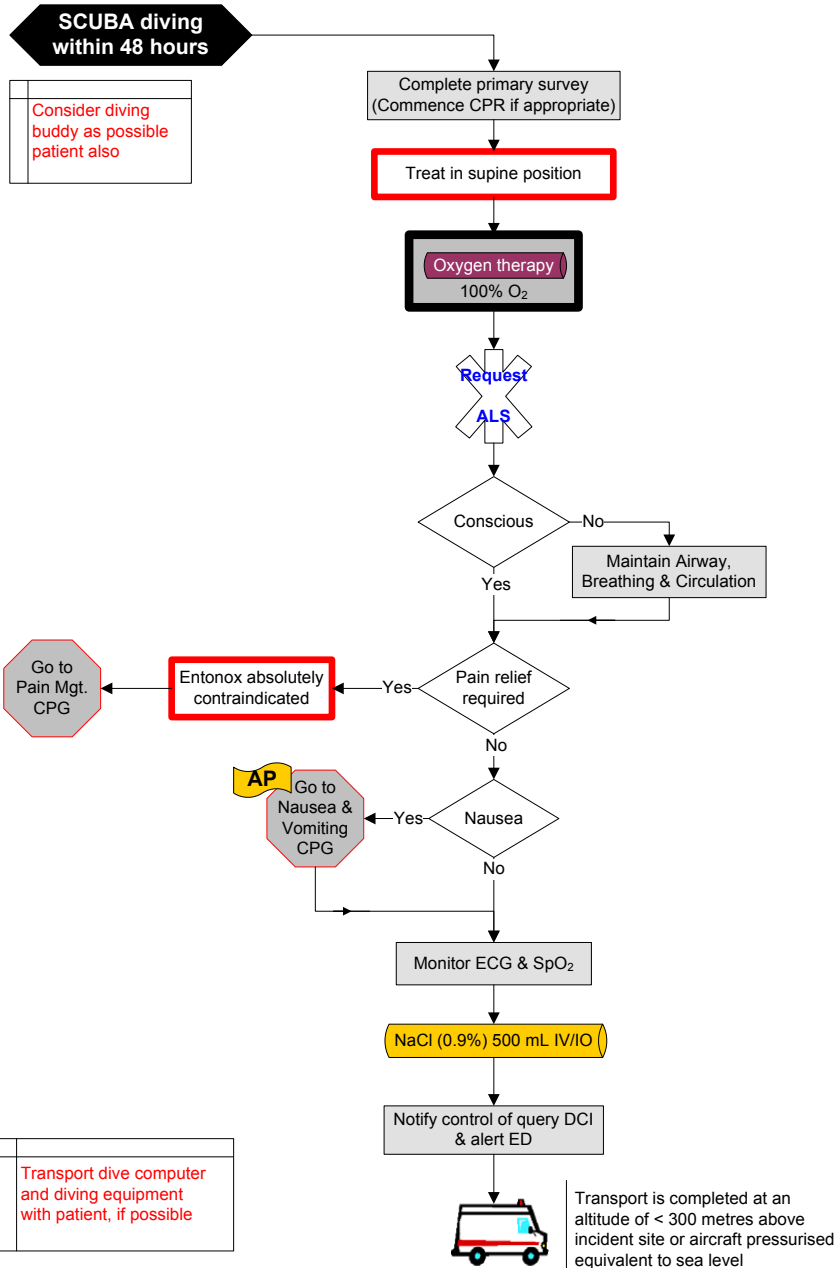 SCUBA diving
within 48 hours
Consider diving
buddy as possible
patient also
Complete primary survey
(Commence CPR if appropriate)
Treat in supine position
Oxygen therapy
100% O₂
Request
ALS
Conscious
No
Maintain Airway,
Breathing & Circulation
Yes
Pain relief
required
Yes
Entonox absolutely
contraindicated
Go to
Pain Mgt.
CPG
No
Nausea
Yes
AP
Go to
Nausea &
Vomiting
CPG
No
Monitor ECG & SpO₂
NaCl (0.9%) 500 mL IV/IO
Notify control of query DCI
& alert ED
Transport dive computer
and diving equipment
with patient, if possible
Transport is completed at an
altitude of < 300 metres above
incident site or aircraft pressurised
equivalent to sea level